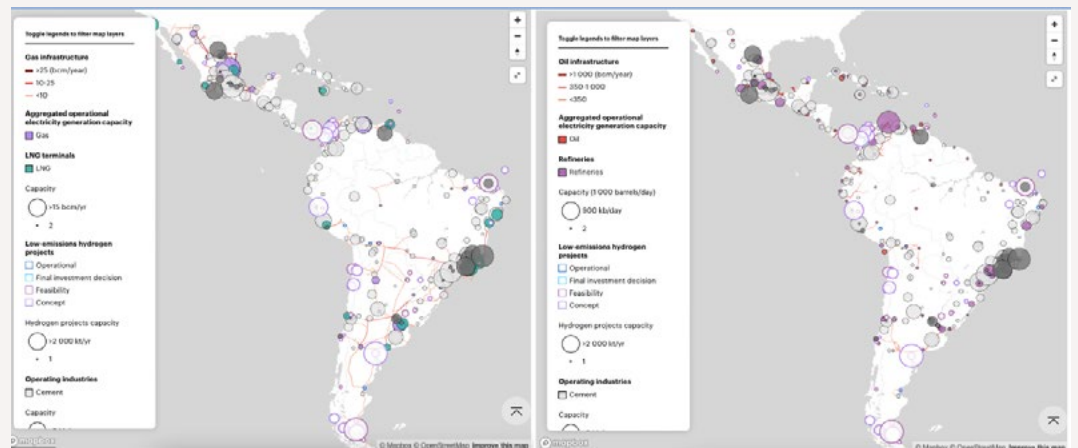 Toggle legends to filter map layers
Gas infrastructure
>25 (bcm/year)
10-25
<10
Aggregated operational
electricity generation capacity
Gas
LNG terminals
LNG
Capacity
>15 bcm/yr
2
Low-emissions hydrogen
projects
Operational
Final investment decision
Feasibility
Concept
Hydrogen projects capacity
>2 000 kt/yr
1
Operating industries
Cement
Capacity
mapbox
© Mapbox © OpenStreetMap Improve this map
Toggle legends to filter map layers
Oil infrastructure
>1 000 (bcm/year)
350-1 000
<350
Aggregated operational
electricity generation capacity
Oil
Refineries
Refineries
Capacity (1 000 barrels/day)
900 kb/day
2
Low-emissions hydrogen
projects
Operational
Final investment decision
Feasibility
Concept
Hydrogen projects capacity
>2 000 kt/yr
1
Operating industries
Cement
Capacity
mapbox
© Mapbox © OpenStreetMap Improve this map